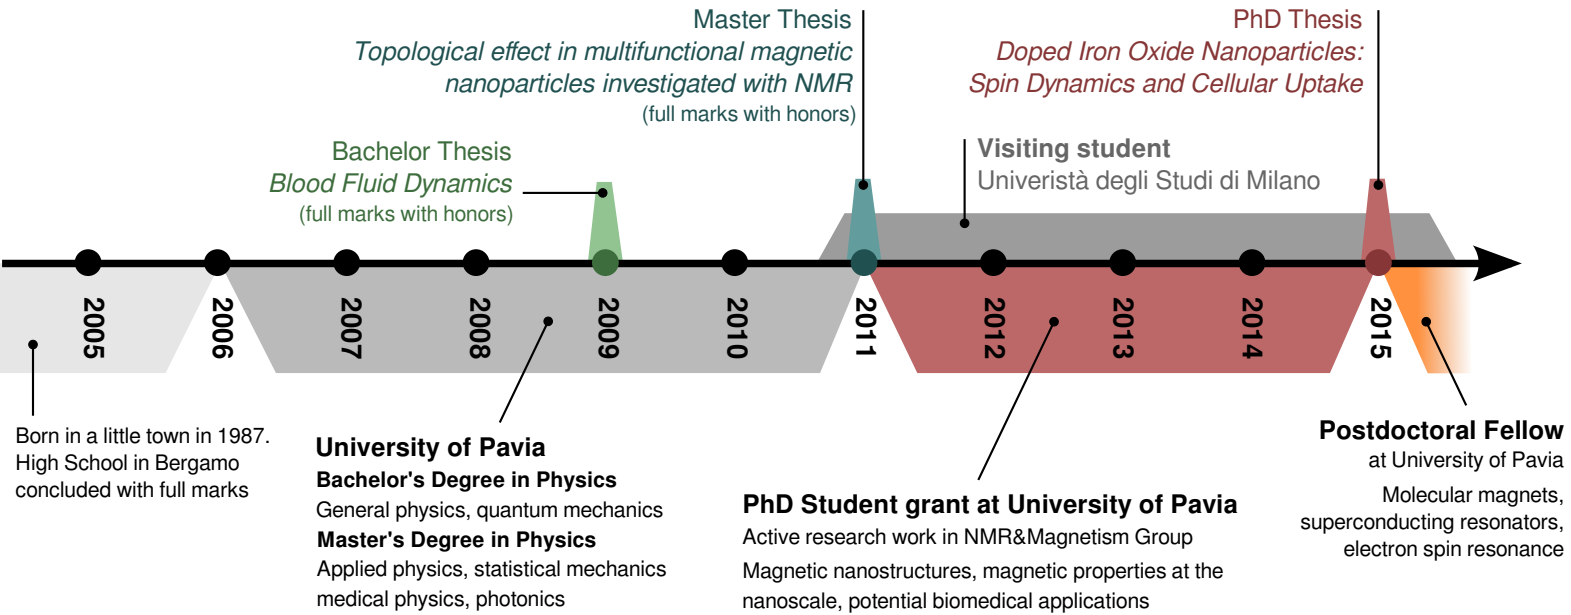 Master Thesis
Topological effect in multifunctional magnetic
nanoparticles investigated with NMR
(full marks with honors)
PhD Thesis
Doped Iron Oxide Nanoparticles:
Spin Dynamics and Cellular Uptake
Bachelor Thesis
Blood Fluid Dynamics
(full marks with honors)
Visiting student
Univeristà degli Studi di Milano
2005
2006
2007
2008
2009
2010
2011
2012
2013
2014
2015
Born in a little town in 1987.
High School in Bergamo
concluded with full marks
University of Pavia
Bachelor's Degree in Physics
General physics, quantum mechanics
Master's Degree in Physics
Applied physics, statistical mechanics
medical physics, photonics
PhD Student grant at University of Pavia
Active research work in NMR&Magnetism Group
Magnetic nanostructures, magnetic properties at the
nanoscale, potential biomedical applications
Postdoctoral Fellow
at University of Pavia
Molecular magnets,
superconducting resonators,
electron spin resonance